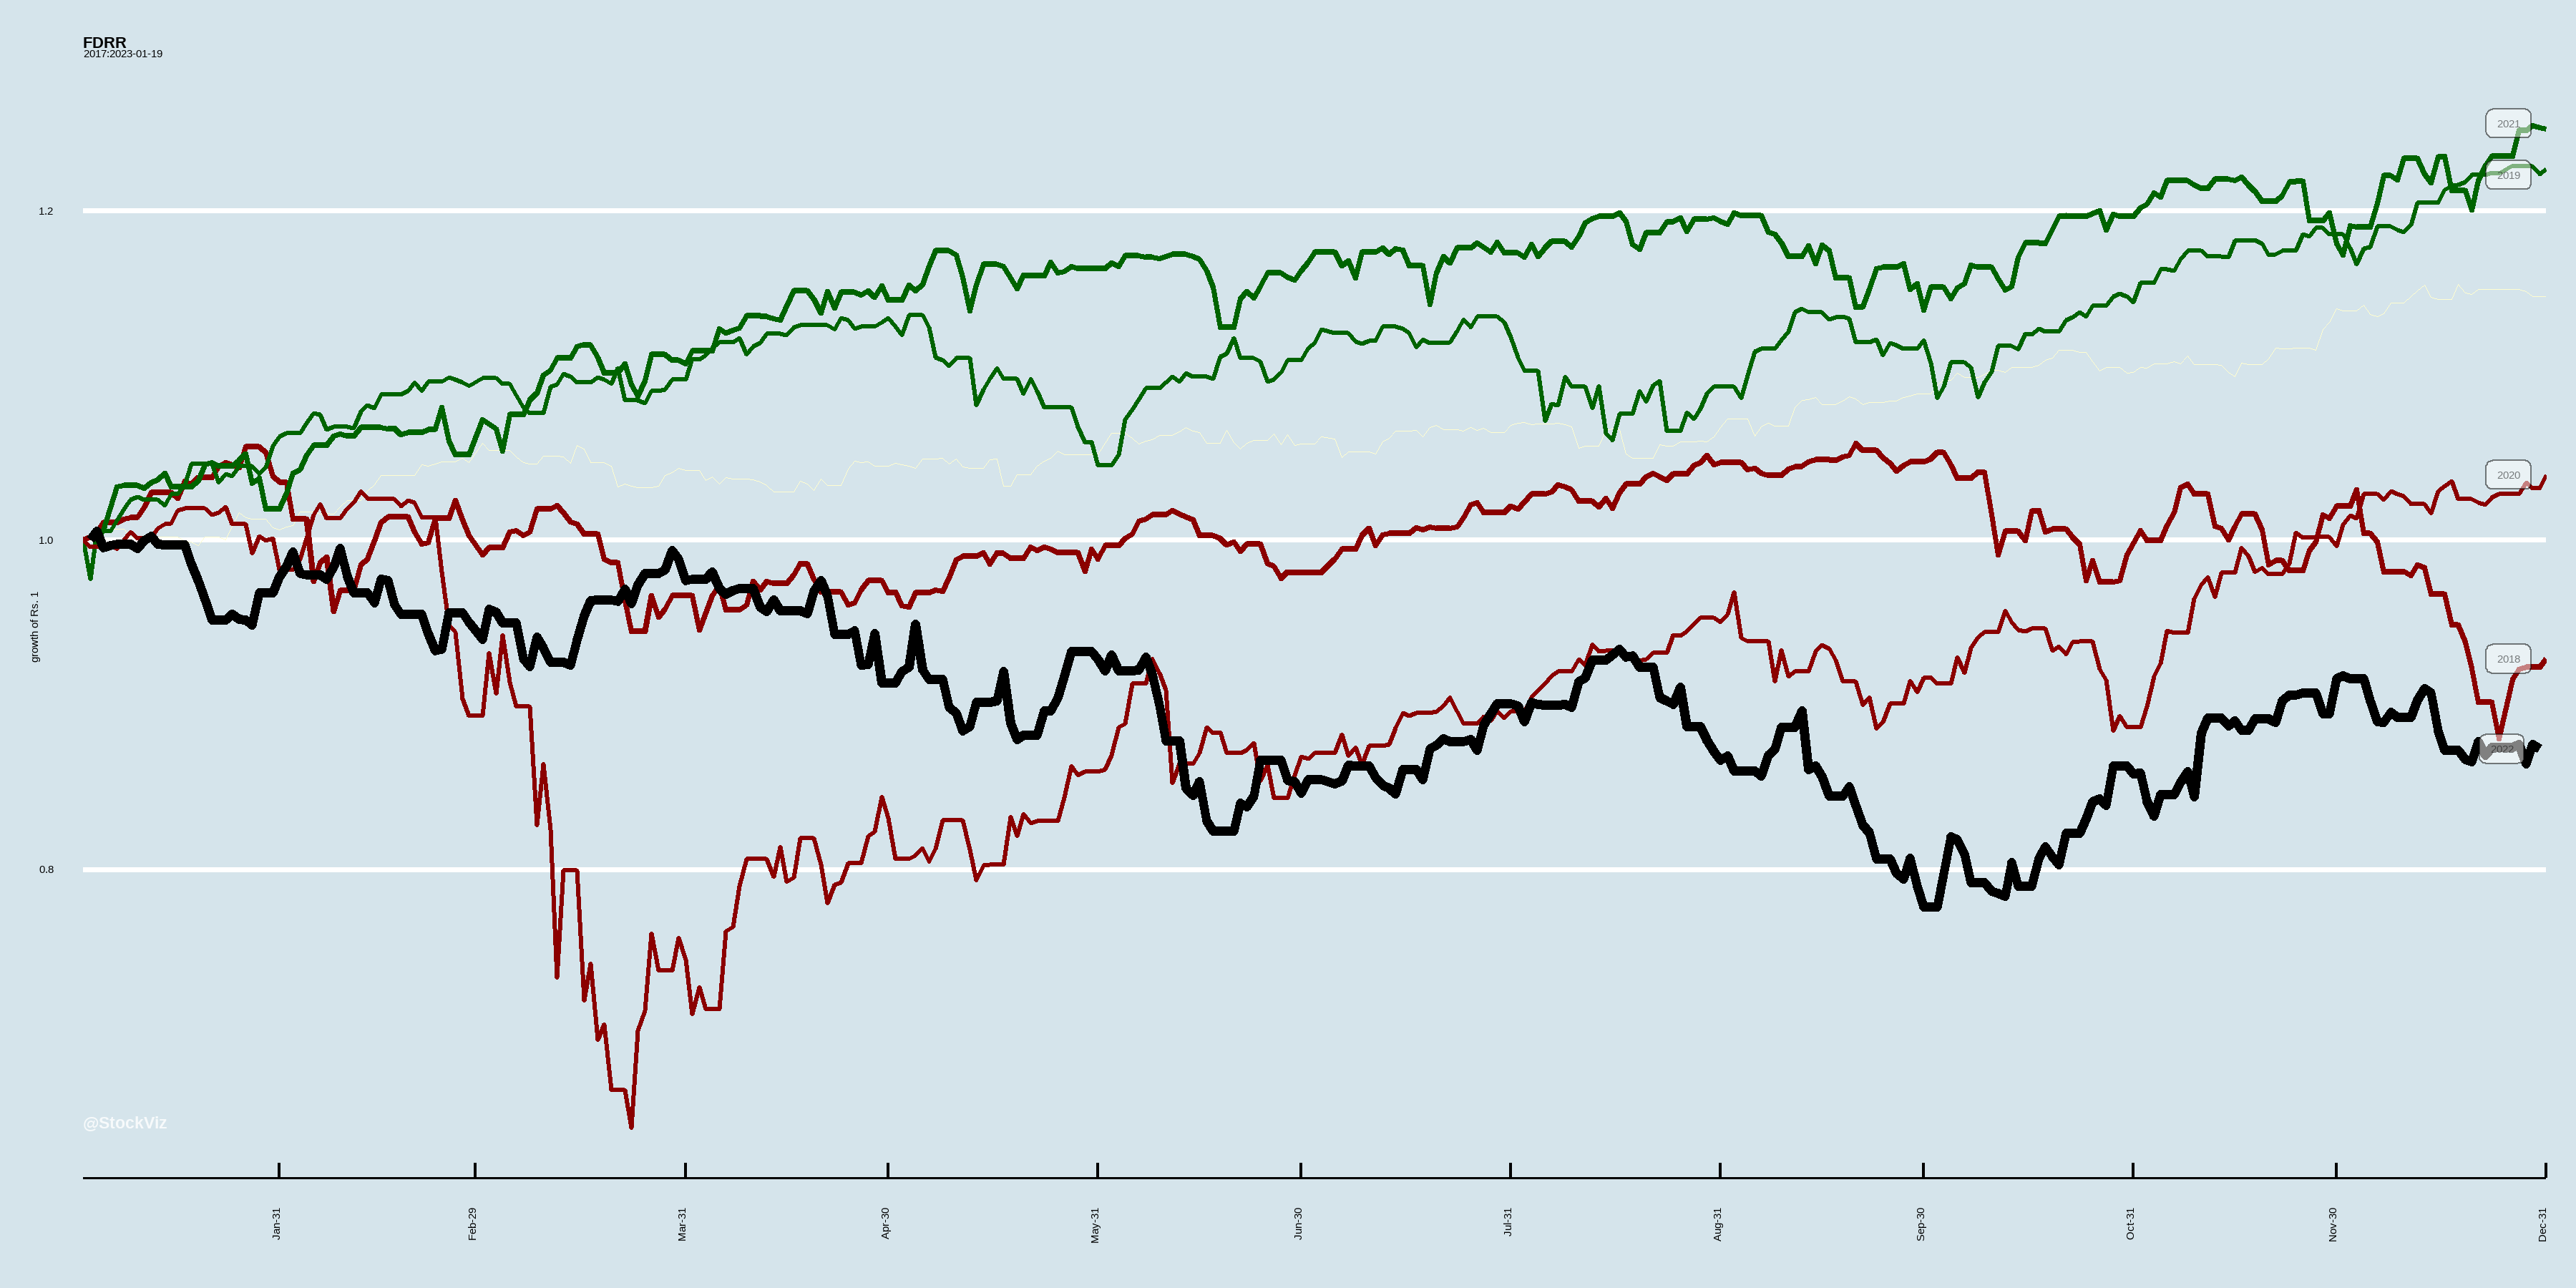 FDRR
2017:2023-01-19
2021
2019
1.2
2020
1.0
growth of Rs. 1
2018
2022
0.8
@StockViz
Jan-31
Feb-29
Mar-31
Apr-30
May-31
Jun-30
Jul-31
Aug-31
Sep-30
Oct-31
Nov-30
Dec-31